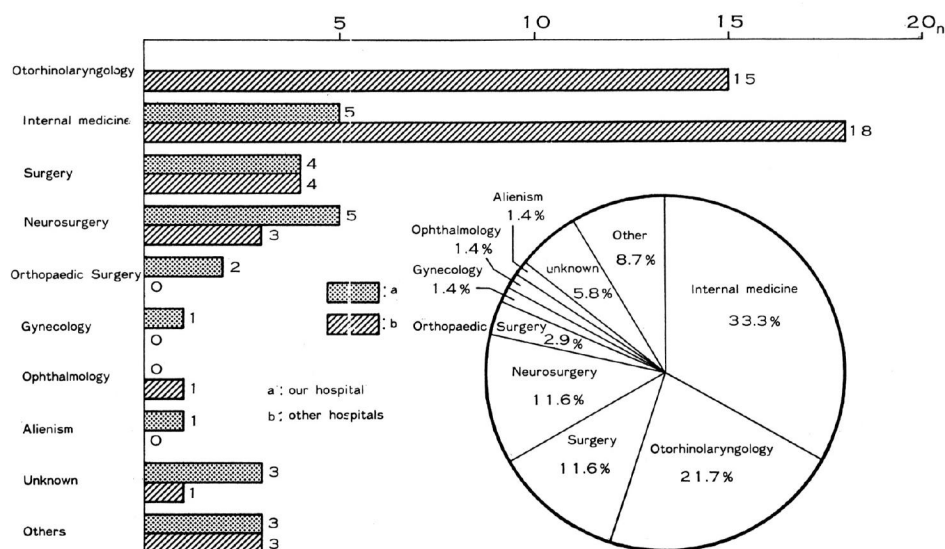 5 10 15 20n
Otorhinolaryngology 15
Internal medicine 5
18
Surgery 4
4
Neurosurgery 5
3
Orthopaedic Surgery 2
0
Gynecology 1
0
Ophthalmology 0
1
Alienism 1
0
Unknown 3
1
Others 3
3
: a
: b
a : our hospital
b : other hospitals
Alienism
1.4%
Ophthalmology
1.4%
Gynecology
1.4%
Orthopaedic Surgery
2.9%
Neurosurgery
11.6%
Surgery
11.6%
Otorhinolaryngology
21.7%
Internal medicine
33.3%
Other
8.7%
unknown
5.8%